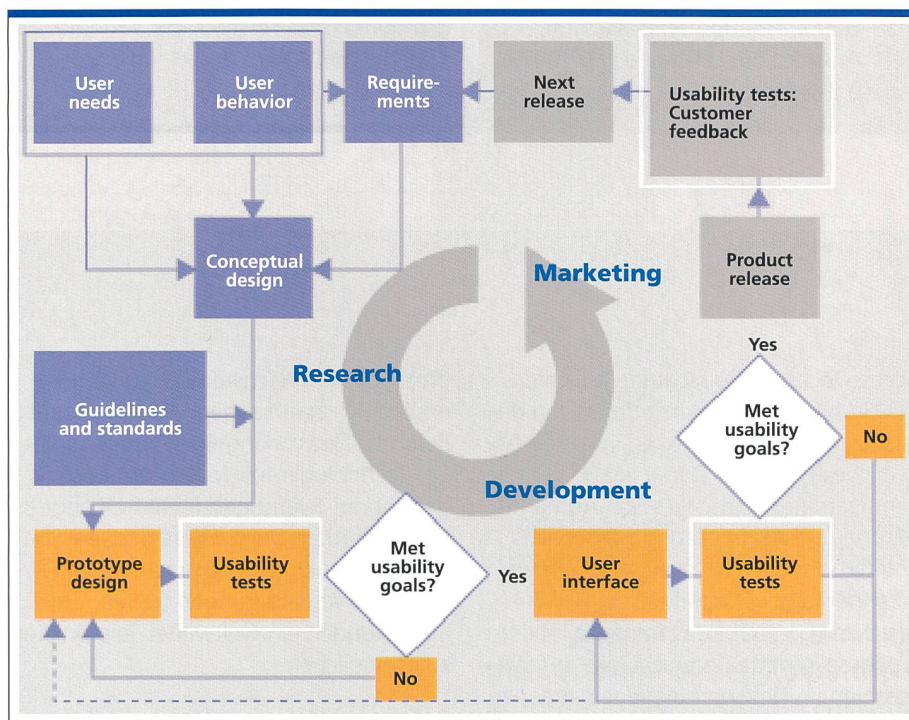 User
needs
User
behavior
Require-
ments
Next
release
Usability tests:
Customer
feedback
Conceptual
design
Marketing
Product
release
Research
Yes
Guidelines
and standards
Met
usability
goals?
No
Development
Prototype
design
Usability
tests
Met
usability
goals?
Yes
User
interface
Usability
tests
No